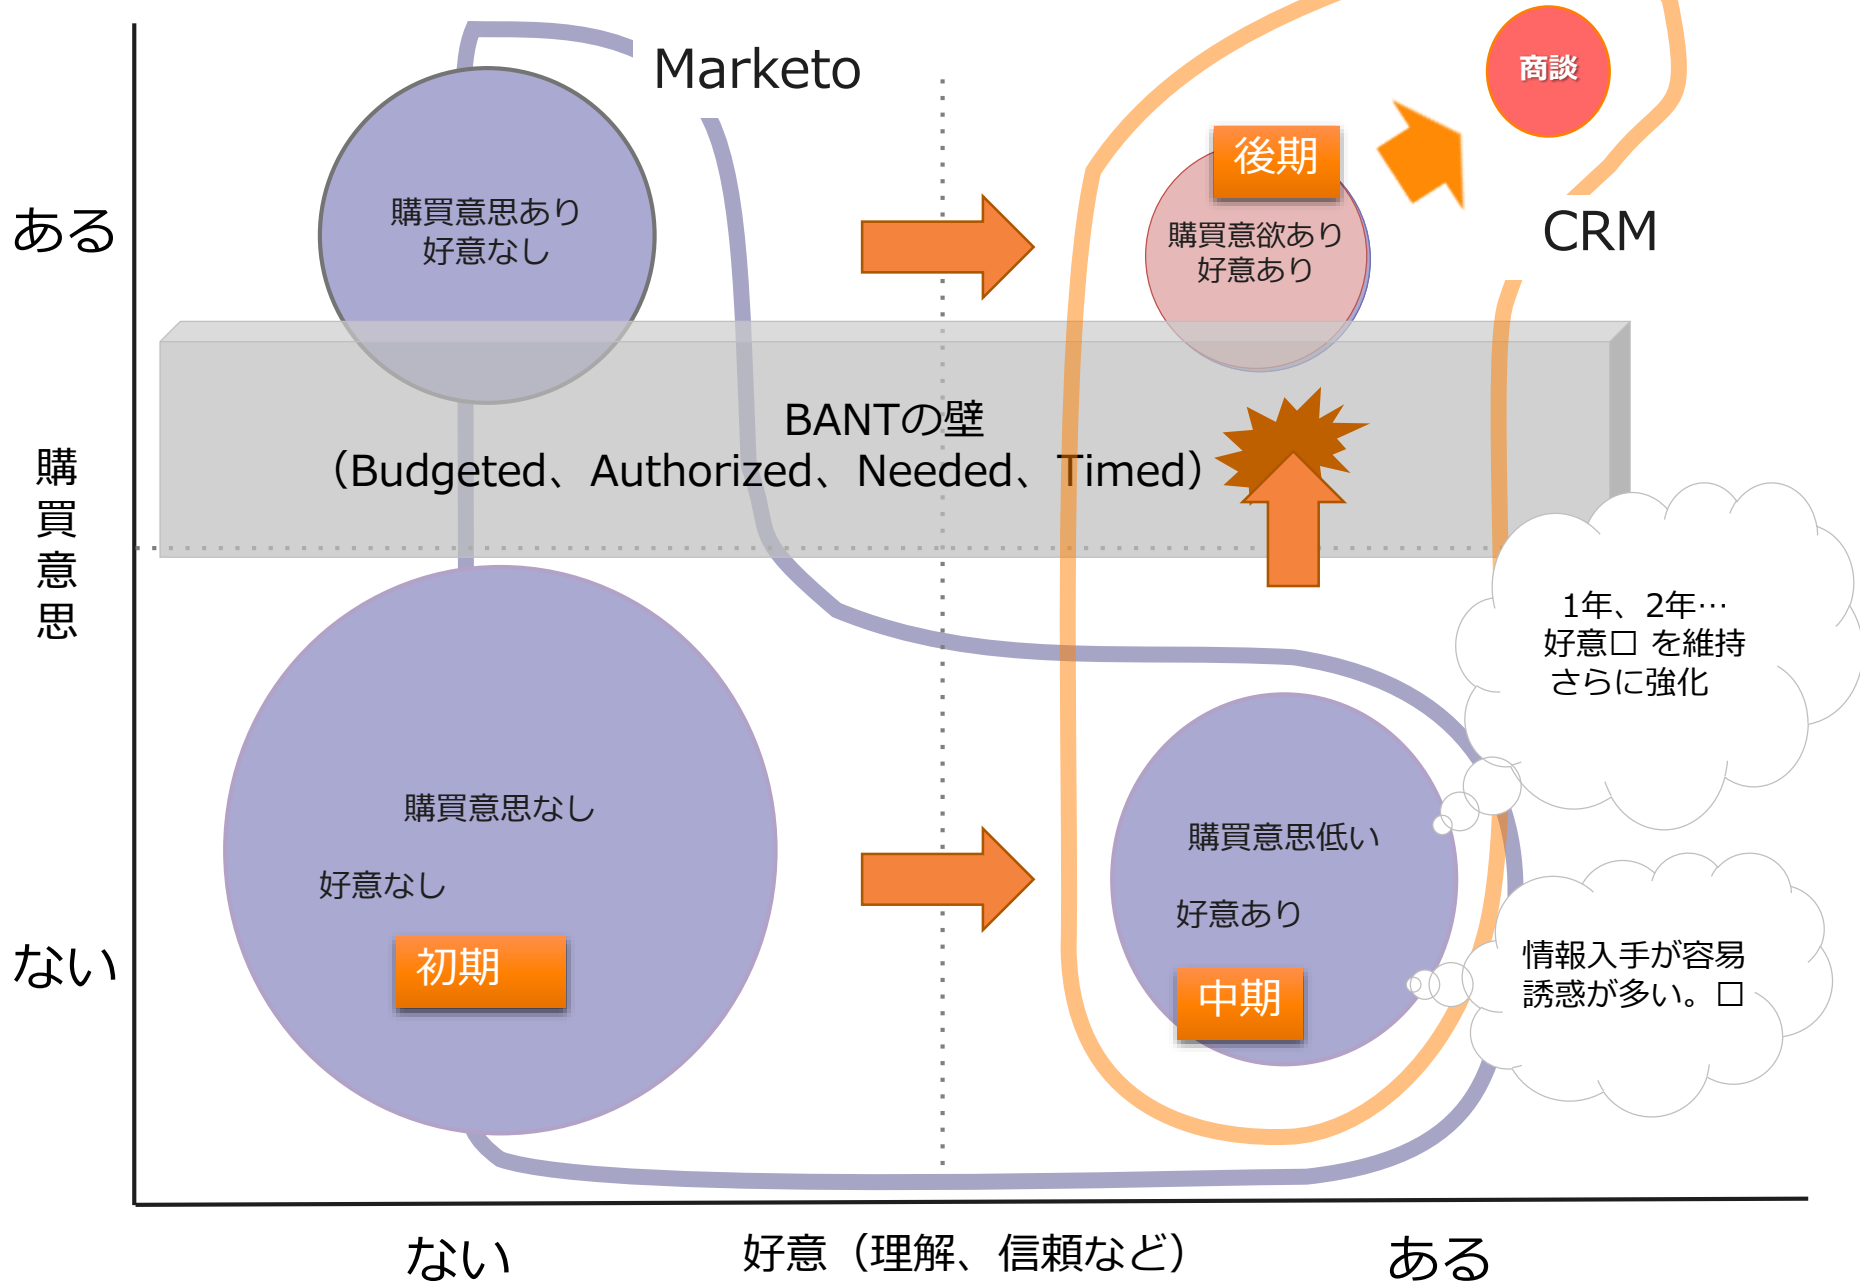 Marketo
商談
後期
ある
購買意思あり
好意なし
購買意欲あり
好意あり
CRM
BANTの壁
（Budgeted、Authorized、Needed、Timed）
購買意思
1年、2年…
好意□ を維持
さらに強化
購買意思なし
好意なし
初期
購買意思低い
好意あり
中期
ない
情報入手が容易
誘惑が多い。□
ない
好意（理解、信頼など）
ある